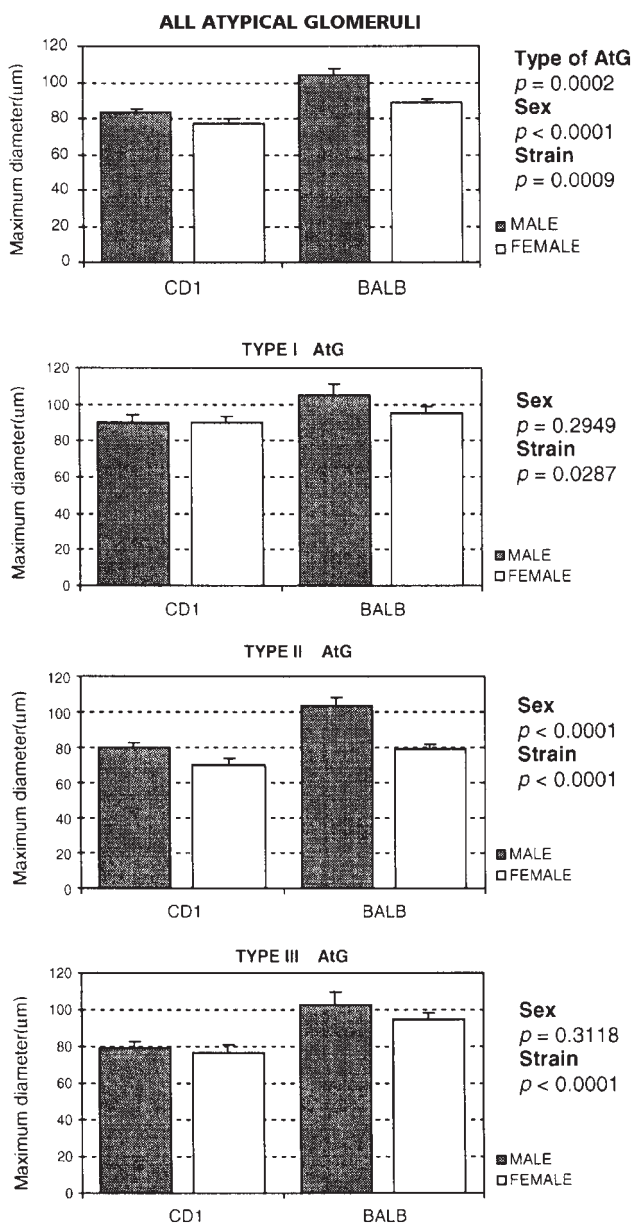 ALL ATYPICAL GLOMERULI
Maximum diameter(um)
120
100
80
60
40
20
0
CD1
BALB
Type of AtG
p = 0.0002
Sex
p < 0.0001
Strain
p = 0.0009
MALE
FEMALE
TYPE I AtG
Maximum diameter(um)
120
100
80
60
40
20
0
CD1
BALB
Sex
p = 0.2949
Strain
p = 0.0287
MALE
FEMALE
TYPE II AtG
Maximum diameter(um)
120
100
80
60
40
20
0
CD1
BALB
Sex
p < 0.0001
Strain
p < 0.0001
MALE
FEMALE
TYPE III AtG
Maximum diameter(um)
120
100
80
60
40
20
0
CD1
BALB
Sex
p = 0.3118
Strain
p < 0.0001
MALE
FEMALE